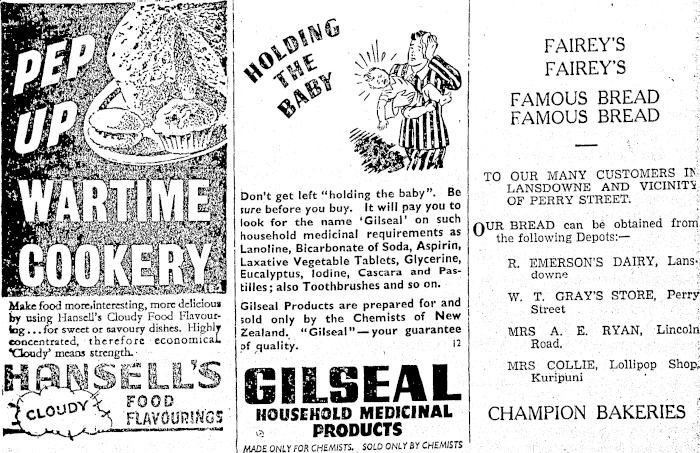 PEP
UP
WARTIME
COOKERY
Make food more interesting, more delicious
by using Hansell's Cloudy Food Flavour-
ing...for sweet or savoury dishes. Highly
concentrated, therefore economical.
'Cloudy' means strength.
HANSELL'S
CLOUDY
FOOD
FLAVOURINGS
HOLDING
THE
BABY
Don't get left "holding the baby". Be
sure before you buy. It will pay you to
look for the name 'Gilseal' on such
household medicinal requirements as
Lanoline, Bicarbonate of Soda, Aspirin,
Laxative Vegetable Tablets, Glycerine,
Eucalyptus, Iodine, Cascara and Pas-
tilles; also Toothbrushes and so on.
Gilseal Products are prepared for and
sold only by the Chemists of New
Zealand. "Gilseal"—your guarantee
of quality. 12
GILSEAL
HOUSEHOLD MEDICINAL
PRODUCTS
MADE ONLY FOR CHEMISTS. SOLD ONLY BY CHEMISTS
FAIREY'S
FAIREY'S
FAMOUS BREAD
FAMOUS BREAD
—
TO OUR MANY CUSTOMERS IN
LANSDOWNE AND VICINITY
OF PERRY STREET.
OUR BREAD can be obtained from
the following Depots:—
R. EMERSON'S DAIRY, Lans-
downe
W. T. GRAY'S STORE, Perry
Street
MRS A. E. RYAN, Lincoln
Road.
MRS COLLIE, Lollipop Shop,
Kuripuni
CHAMPION BAKERIES